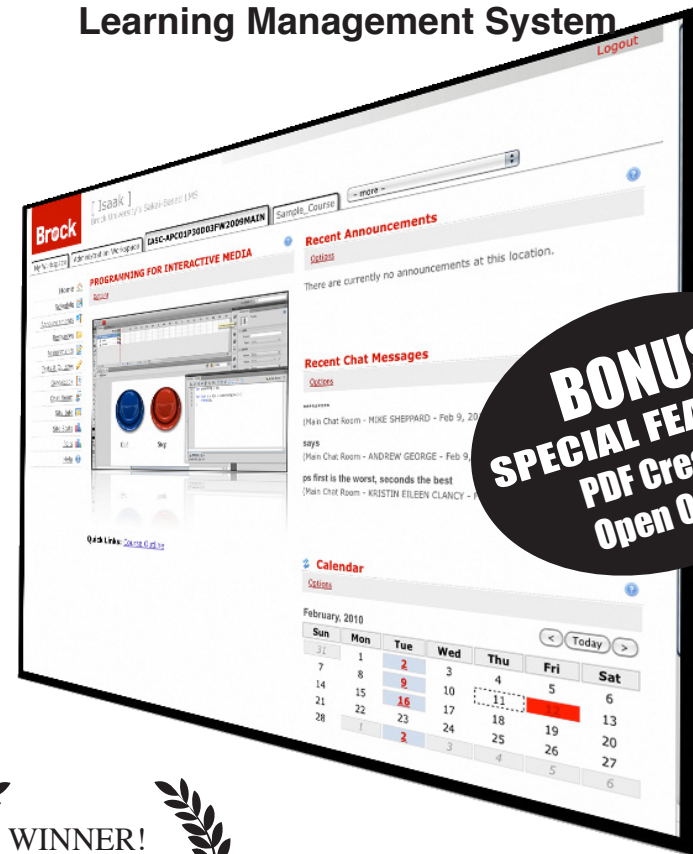 Learning Management System
Logout
Brock
[ Isaak ]
Brock University's Sakai-Based LMS
My Workspace
Administration Workspace
IASC-APC01P30D03FW2009MAIN
Sample_Course
- more -
Home
Schedule
Announcements
Resources
Assignments
Tests & Quizzes
Chat Room
Site Info
Site Stats
Help
PROGRAMMING FOR INTERACTIVE MEDIA
Options
Quick Links: Course Outline
Recent Announcements
Options
There are currently no announcements at this location.
Recent Chat Messages
Options
(Main Chat Room - MIKE SHEPPARD - Feb 9, 20
says
(Main Chat Room - ANDREW GEORGE - Feb 9,
ps first is the worst, seconds the best
(Main Chat Room - KRISTIN EILEEN CLANCY -
BONUS
SPECIAL FEA
PDF Crea
Open O
Calendar
Options
February, 2010
< Today >
Sun Mon Tue Wed Thu Fri Sat
31 1 2 3 4 5 6
7 8 9 10 11 12 13
14 15 16 17 18 19 20
21 22 23 24 25 26 27
28 1 2 3 4 5 6
WINNER!